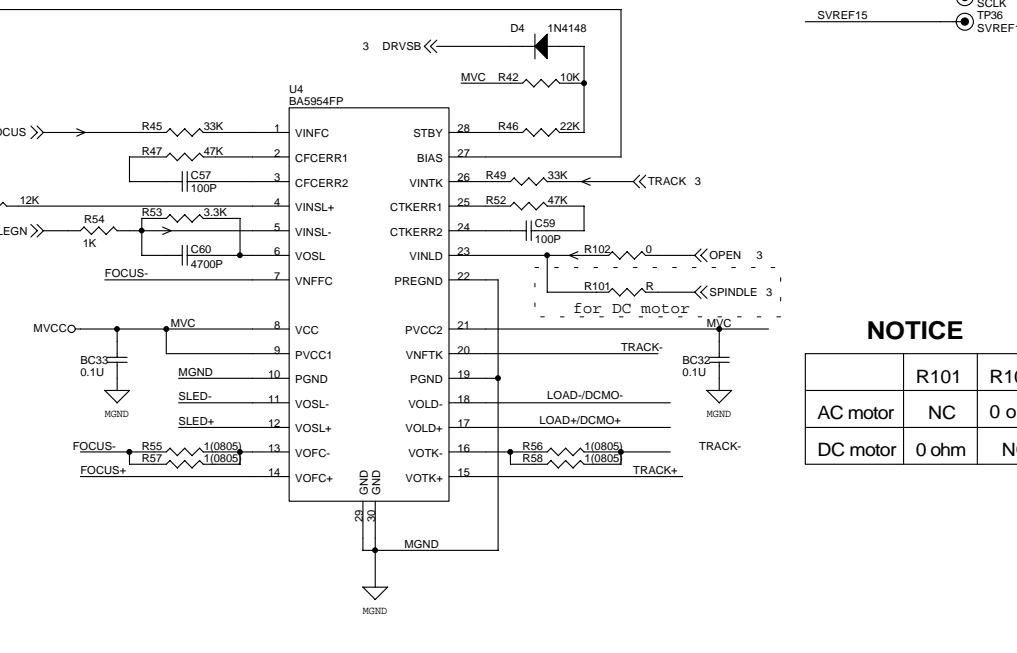 SCLK
SVREF15
TP36
D4 1N4148
3 DRVSB
MVC R42 10K
U4
BA5954FP
R45 33K
1 VINFC
STBY 28
R46 22K
R47 47K
2 CFCERR1
BIAS 27
C57
100P
3 CFCERR2
VINTK 26
R49 33K
TRACK 3
12K
4 VINSL+
CTKERR1 25
R52 47K
R54
1K
R53 3.3K
5 VINSL-
CTKERR2 24
C59
100P
C60
4700P
6 VOSL
VINLD 23
R102 0
OPEN 3
FOCUS-
7 VNFFC
PREGND 22
R101 R
SPINDLE 3
for DC motor
MVCC
MVC
8 VCC
PVCC2 21
MVC
NOTICE
BC33
0.1U
9 PVCC1
VNFTK 20
TRACK-
BC32
0.1U
R101
MGND
10 PGND
PGND 19
MGND
SLED-
11 VOSL-
VOLD- 18
LOAD-/DCMO-
MGND
AC motor NC
SLED+
12 VOSL+
VOLD+ 17
LOAD+/DCMO+
FOCUS-
R55 1(0805)
R57 1(0805)
13 VOFC-
VOTK- 16
R56 1(0805)
R58 1(0805)
TRACK-
DC motor 0 ohm
FOCUS+
14 VOFC+
VOTK+ 15
TRACK+
GND
GND
29
30
MGND
MGND